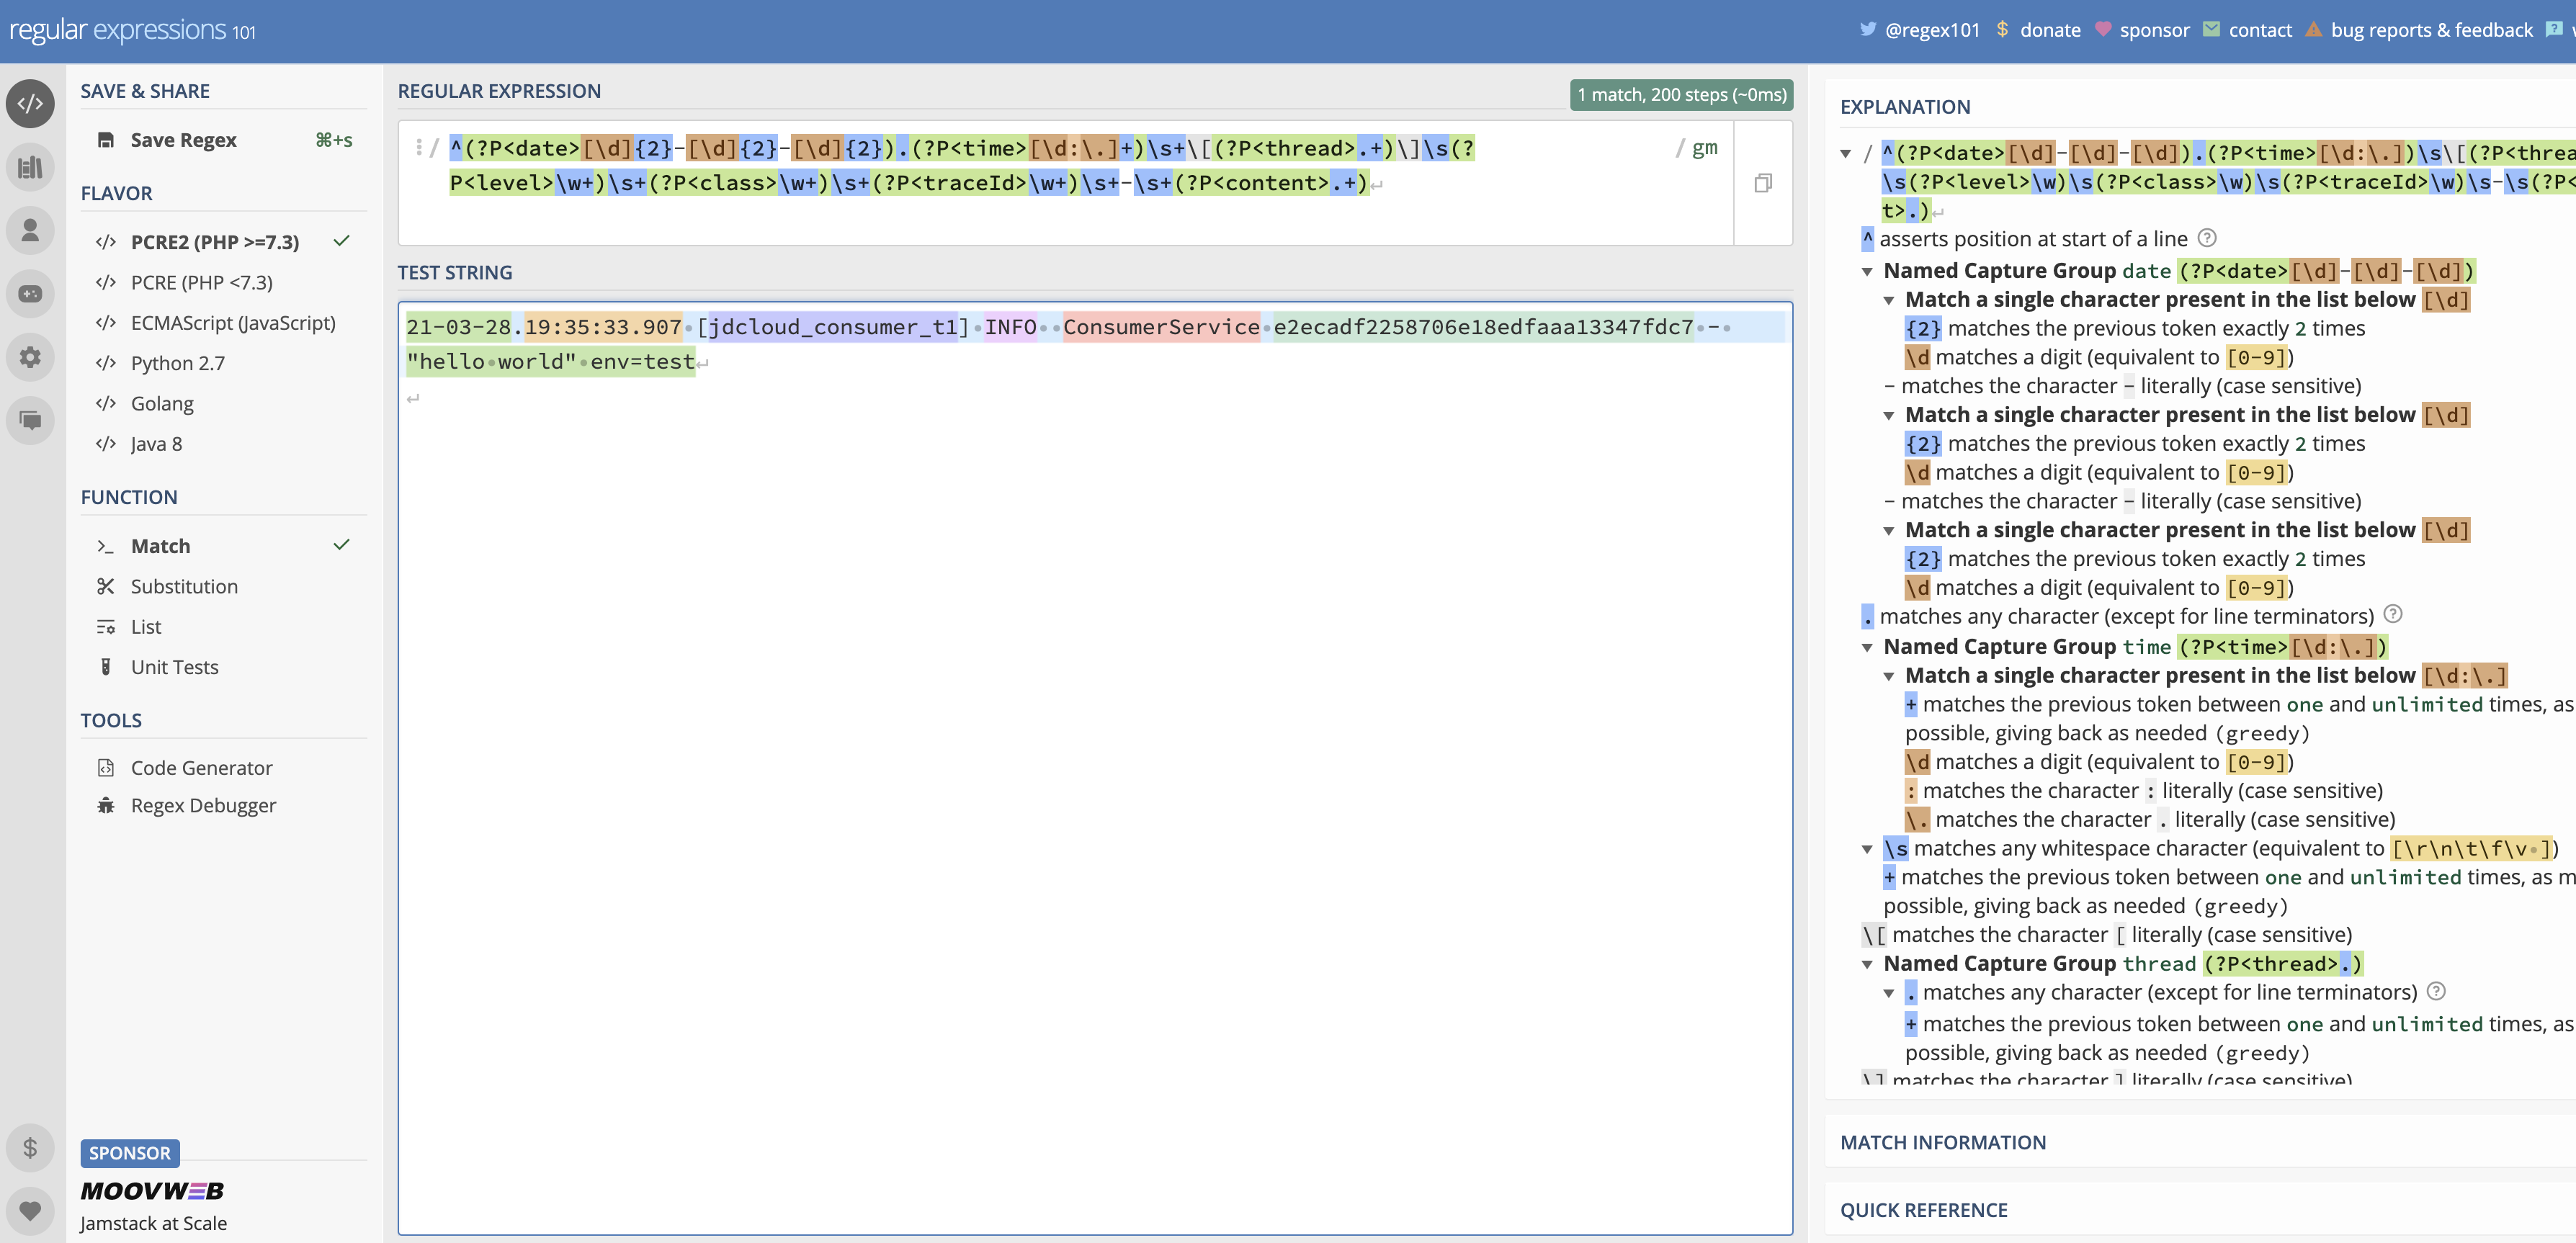 regular expressions 101
@regex101 donate sponsor contact bug reports & feedback
SAVE & SHARE
Save Regex ⌘+s
FLAVOR
PCRE2 (PHP >=7.3)
PCRE (PHP <7.3)
ECMAScript (JavaScript)
Python 2.7
Golang
Java 8
FUNCTION
Match
Substitution
List
Unit Tests
TOOLS
Code Generator
Regex Debugger
SPONSOR
MOOVWEB
Jamstack at Scale
REGULAR EXPRESSION
1 match, 200 steps (~0ms)
/ ^(?P<date>[\d]{2}-[\d]{2}-[\d]{2}).(?P<time>[\d:\.]+)\s+\[(?P<thread>.+)\]\s(? / gm
P<level>\w+)\s+(?P<class>\w+)\s+(?P<traceId>\w+)\s+-\s+(?P<content>.+)
TEST STRING
21-03-28.19:35:33.907 [jdcloud_consumer_t1] INFO  ConsumerService e2ecadf2258706e18edfaaa13347fdc7 -
"hello world" env=test
EXPLANATION
/ ^(?P<date>[\d]-[\d]-[\d]).(?P<time>[\d:\.])\s\[(?P<threa
\s(?P<level>\w)\s(?P<class>\w)\s(?P<traceId>\w)\s-\s(?P<
t>.)
^ asserts position at start of a line
Named Capture Group date (?P<date>[\d]-[\d]-[\d])
Match a single character present in the list below [\d]
{2} matches the previous token exactly 2 times
\d matches a digit (equivalent to [0-9])
- matches the character - literally (case sensitive)
Match a single character present in the list below [\d]
{2} matches the previous token exactly 2 times
\d matches a digit (equivalent to [0-9])
- matches the character - literally (case sensitive)
Match a single character present in the list below [\d]
{2} matches the previous token exactly 2 times
\d matches a digit (equivalent to [0-9])
. matches any character (except for line terminators)
Named Capture Group time (?P<time>[\d:\.])
Match a single character present in the list below [\d:\.]
+ matches the previous token between one and unlimited times, as
possible, giving back as needed (greedy)
\d matches a digit (equivalent to [0-9])
: matches the character : literally (case sensitive)
\. matches the character . literally (case sensitive)
\s matches any whitespace character (equivalent to [\r\n\t\f\v ])
+ matches the previous token between one and unlimited times, as m
possible, giving back as needed (greedy)
\[ matches the character [ literally (case sensitive)
Named Capture Group thread (?P<thread>.)
. matches any character (except for line terminators)
+ matches the previous token between one and unlimited times, as
possible, giving back as needed (greedy)
\] matches the character ] literally (case sensitive)
MATCH INFORMATION
QUICK REFERENCE